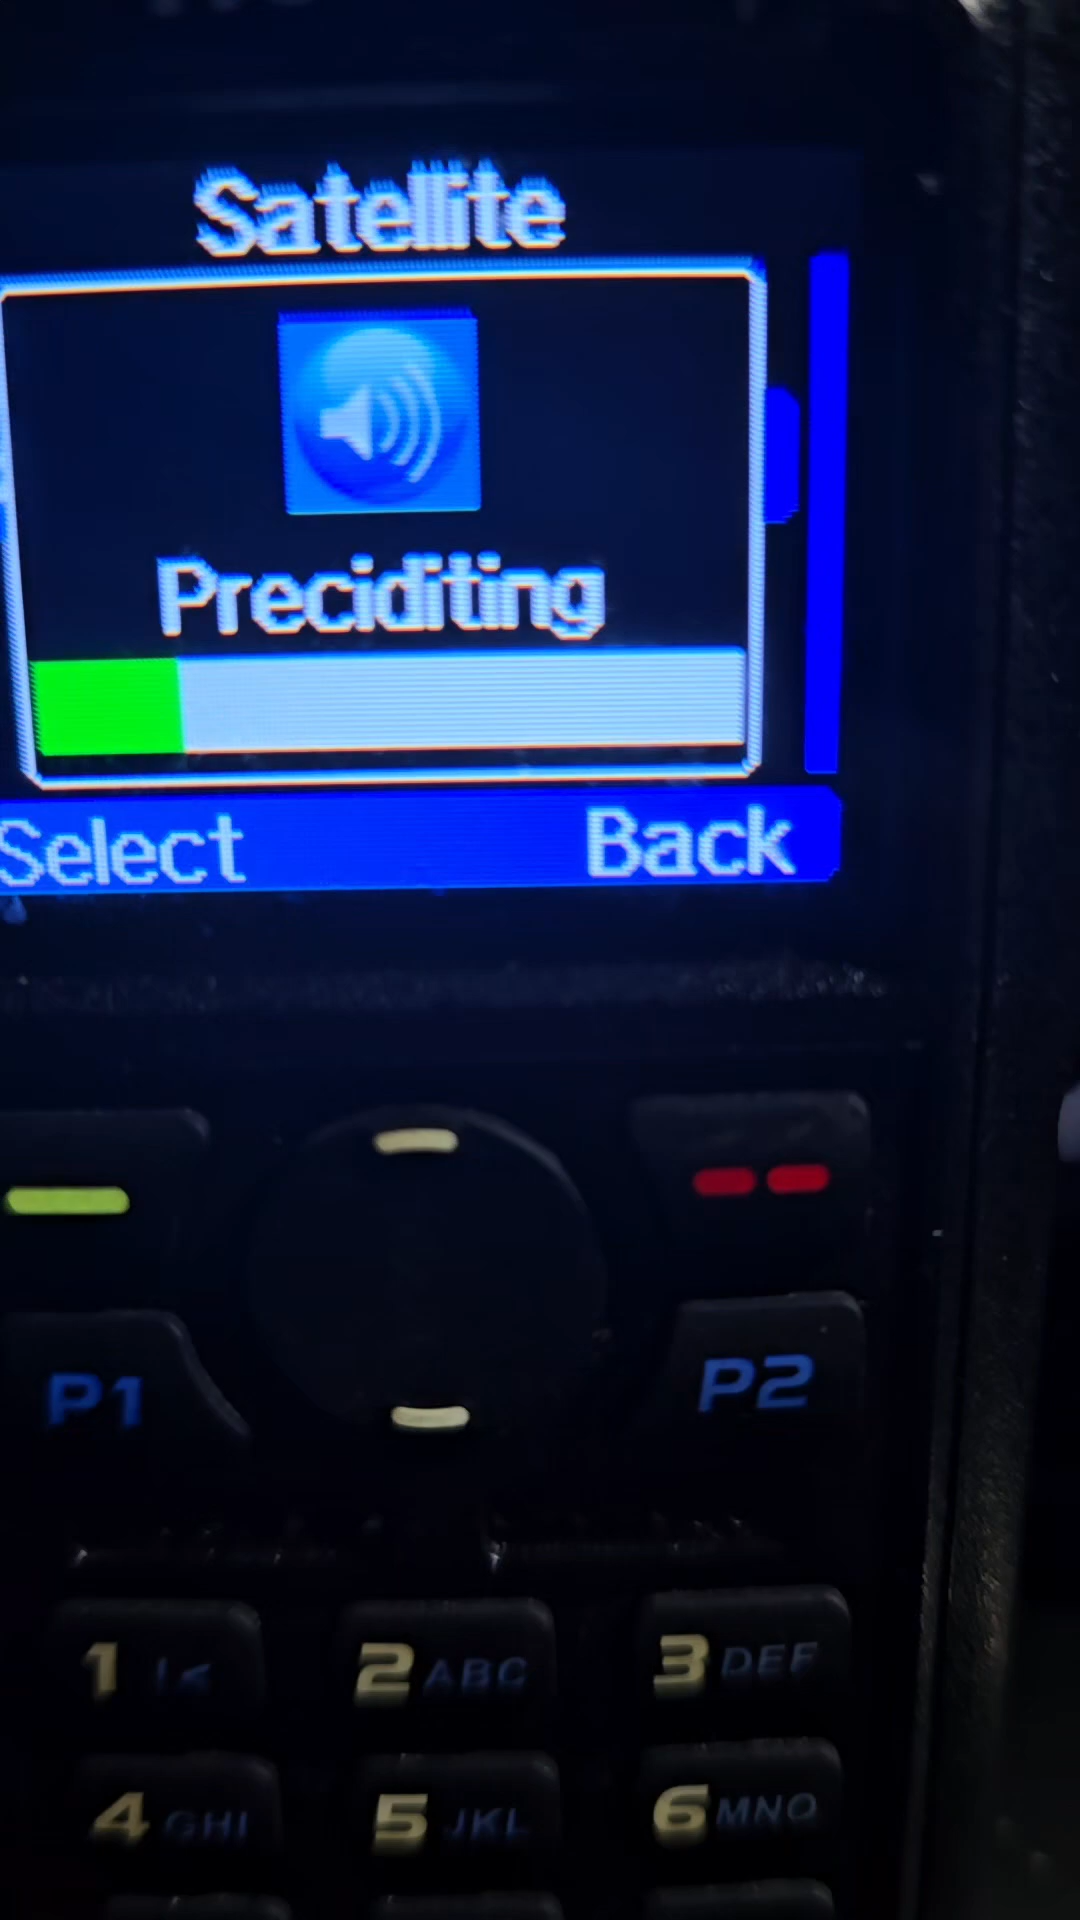 Satellite
Preciditing
Select Back
P1 P2
1 2 ABC 3 DEF
4 GHI 5 JKL 6 MNO